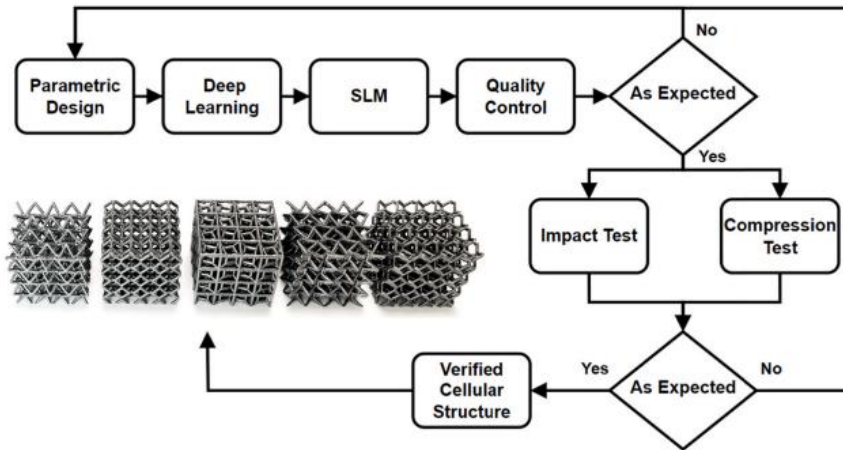 No
Parametric
Design
Deep
Learning
SLM
Quality
Control
As Expected
Yes
Impact Test
Compression
Test
Yes
No
Verified
Cellular
Structure
As Expected